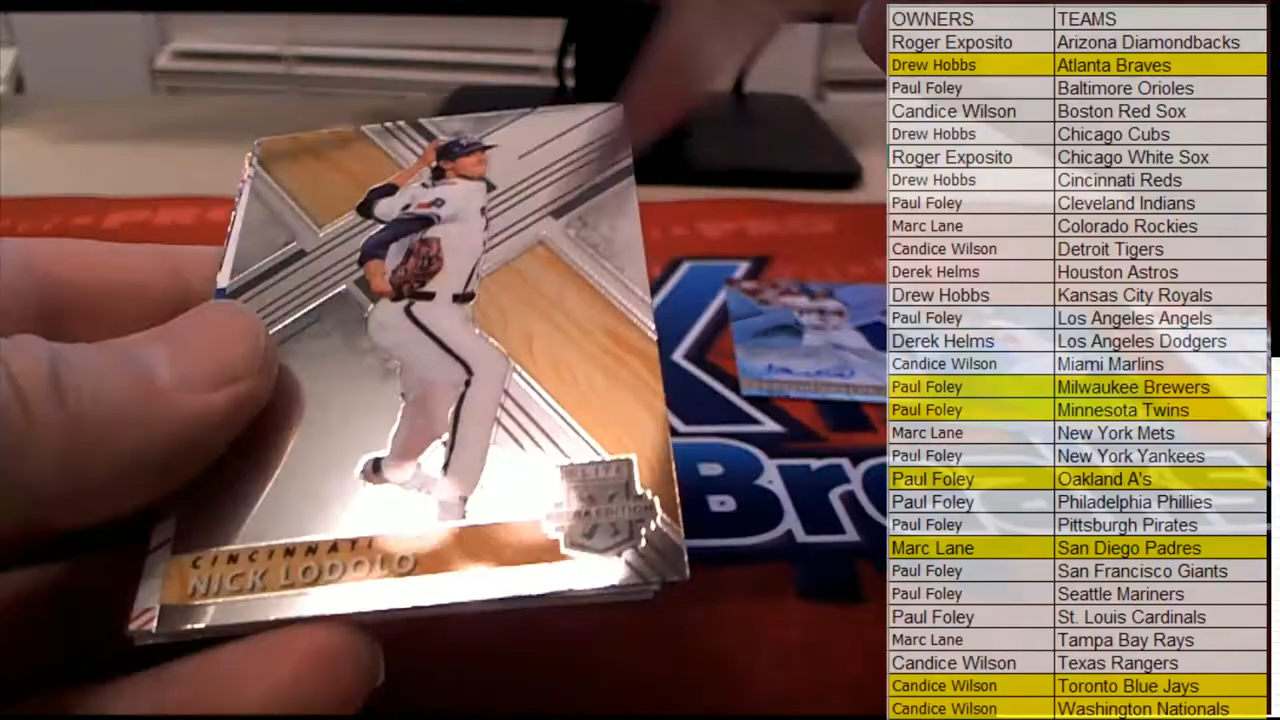 OWNERS TEAMS
Roger Exposito Arizona Diamondbacks
Drew Hobbs Atlanta Braves
Paul Foley Baltimore Orioles
Candice Wilson Boston Red Sox
Drew Hobbs Chicago Cubs
Roger Exposito Chicago White Sox
Drew Hobbs Cincinnati Reds
Paul Foley Cleveland Indians
Marc Lane Colorado Rockies
Candice Wilson Detroit Tigers
Derek Helms Houston Astros
Drew Hobbs Kansas City Royals
Paul Foley Los Angeles Angels
Derek Helms Los Angeles Dodgers
Candice Wilson Miami Marlins
Paul Foley Milwaukee Brewers
Paul Foley Minnesota Twins
Marc Lane New York Mets
Paul Foley New York Yankees
Paul Foley Oakland A's
Paul Foley Philadelphia Phillies
Paul Foley Pittsburgh Pirates
Marc Lane San Diego Padres
Paul Foley San Francisco Giants
Paul Foley Seattle Mariners
Paul Foley St. Louis Cardinals
Marc Lane Tampa Bay Rays
Candice Wilson Texas Rangers
Candice Wilson Toronto Blue Jays
Candice Wilson Washington Nationals
CINCINNATI
NICK LODOLO
ELITE
EDITION
Bre